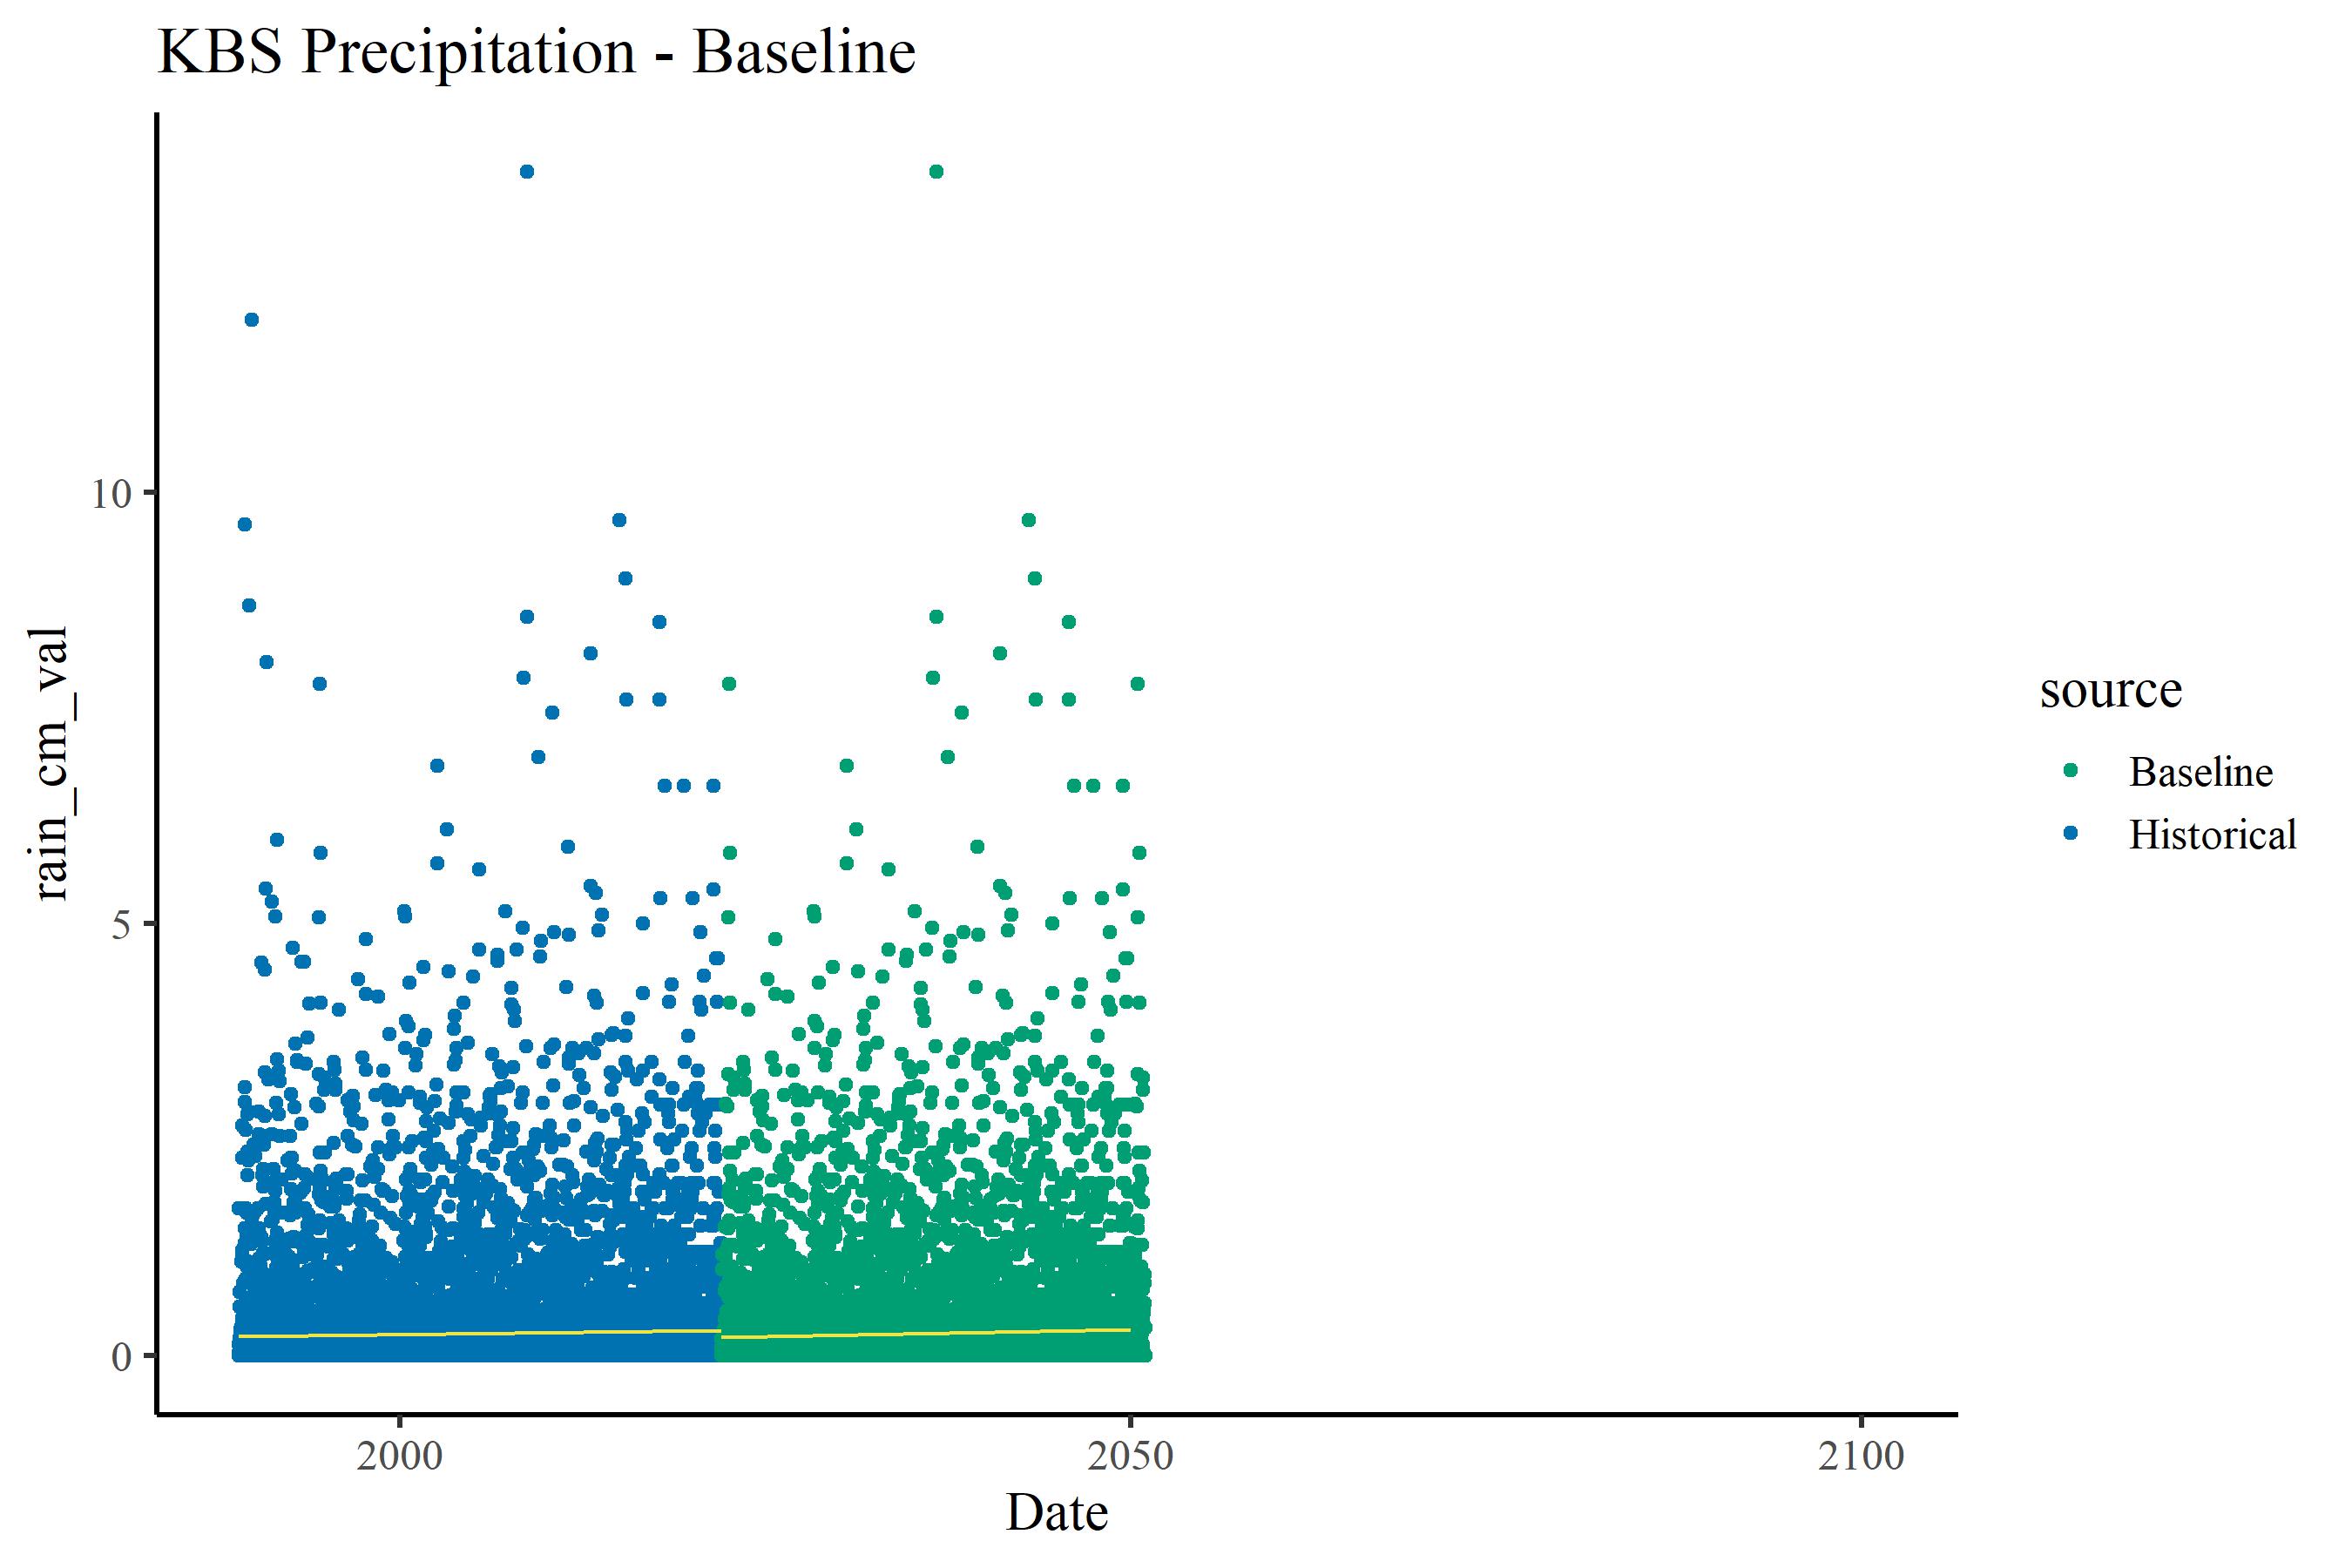 KBS Precipitation - Baseline
rain_cm_val
10
5
0
2000
2050
2100
Date
source
Baseline
Historical